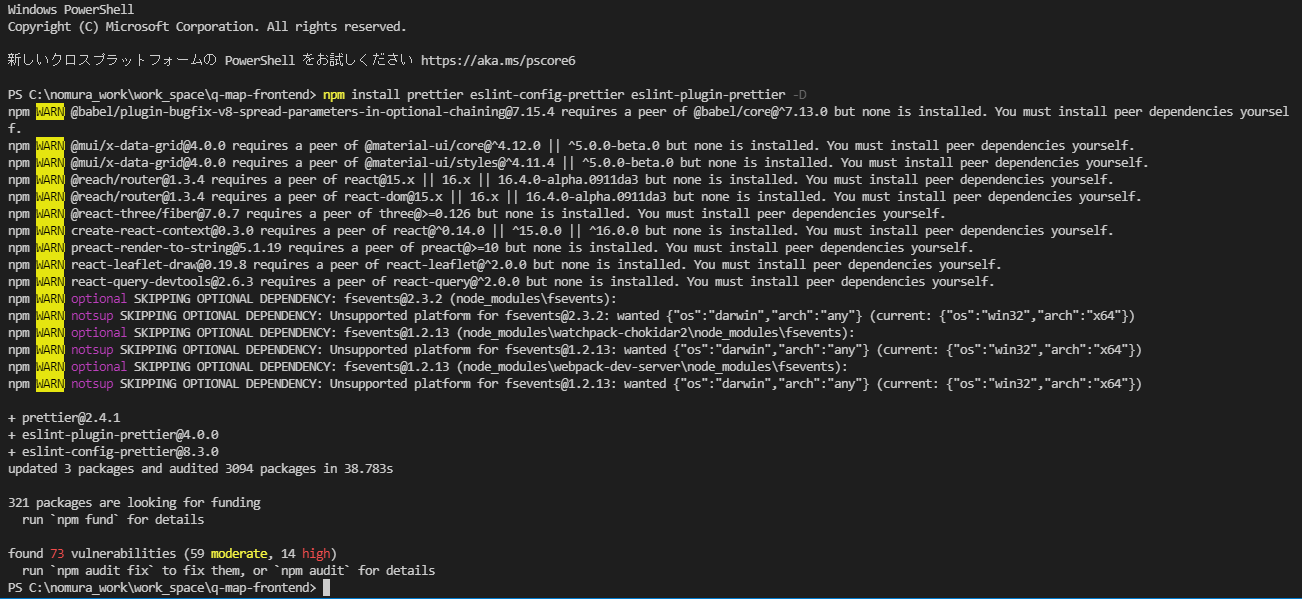 Windows PowerShell
Copyright (C) Microsoft Corporation. All rights reserved.
新しいクロスプラットフォームの PowerShell をお試しください https://aka.ms/pscore6
PS C:\nomura_work\work_space\q-map-frontend> npm install prettier eslint-config-prettier eslint-plugin-prettier -D
npm WARN @babel/plugin-bugfix-v8-spread-parameters-in-optional-chaining@7.15.4 requires a peer of @babel/core@^7.13.0 but none is installed. You must install peer dependencies yoursel
f.
npm WARN @mui/x-data-grid@4.0.0 requires a peer of @material-ui/core@^4.12.0 || ^5.0.0-beta.0 but none is installed. You must install peer dependencies yourself.
npm WARN @mui/x-data-grid@4.0.0 requires a peer of @material-ui/styles@^4.11.4 || ^5.0.0-beta.0 but none is installed. You must install peer dependencies yourself.
npm WARN @reach/router@1.3.4 requires a peer of react@15.x || 16.x || 16.4.0-alpha.0911da3 but none is installed. You must install peer dependencies yourself.
npm WARN @reach/router@1.3.4 requires a peer of react-dom@15.x || 16.x || 16.4.0-alpha.0911da3 but none is installed. You must install peer dependencies yourself.
npm WARN @react-three/fiber@7.0.7 requires a peer of three@>=0.126 but none is installed. You must install peer dependencies yourself.
npm WARN create-react-context@0.3.0 requires a peer of react@^0.14.0 || ^15.0.0 || ^16.0.0 but none is installed. You must install peer dependencies yourself.
npm WARN preact-render-to-string@5.1.19 requires a peer of preact@>=10 but none is installed. You must install peer dependencies yourself.
npm WARN react-leaflet-draw@0.19.8 requires a peer of react-leaflet@^2.0.0 but none is installed. You must install peer dependencies yourself.
npm WARN react-query-devtools@2.6.3 requires a peer of react-query@^2.0.0 but none is installed. You must install peer dependencies yourself.
npm WARN optional SKIPPING OPTIONAL DEPENDENCY: fsevents@2.3.2 (node_modules\fsevents):
npm WARN notsup SKIPPING OPTIONAL DEPENDENCY: Unsupported platform for fsevents@2.3.2: wanted {"os":"darwin","arch":"any"} (current: {"os":"win32","arch":"x64"})
npm WARN optional SKIPPING OPTIONAL DEPENDENCY: fsevents@1.2.13 (node_modules\watchpack-chokidar2\node_modules\fsevents):
npm WARN notsup SKIPPING OPTIONAL DEPENDENCY: Unsupported platform for fsevents@1.2.13: wanted {"os":"darwin","arch":"any"} (current: {"os":"win32","arch":"x64"})
npm WARN optional SKIPPING OPTIONAL DEPENDENCY: fsevents@1.2.13 (node_modules\webpack-dev-server\node_modules\fsevents):
npm WARN notsup SKIPPING OPTIONAL DEPENDENCY: Unsupported platform for fsevents@1.2.13: wanted {"os":"darwin","arch":"any"} (current: {"os":"win32","arch":"x64"})
+ prettier@2.4.1
+ eslint-plugin-prettier@4.0.0
+ eslint-config-prettier@8.3.0
updated 3 packages and audited 3094 packages in 38.783s
321 packages are looking for funding
run `npm fund` for details
found 73 vulnerabilities (59 moderate, 14 high)
run `npm audit fix` to fix them, or `npm audit` for details
PS C:\nomura_work\work_space\q-map-frontend>